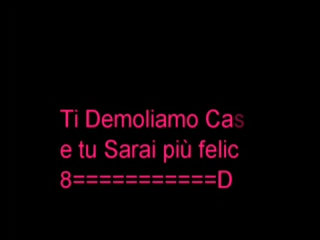 Ti Demoliamo Cas
e tu Sarai più felic
8===========D